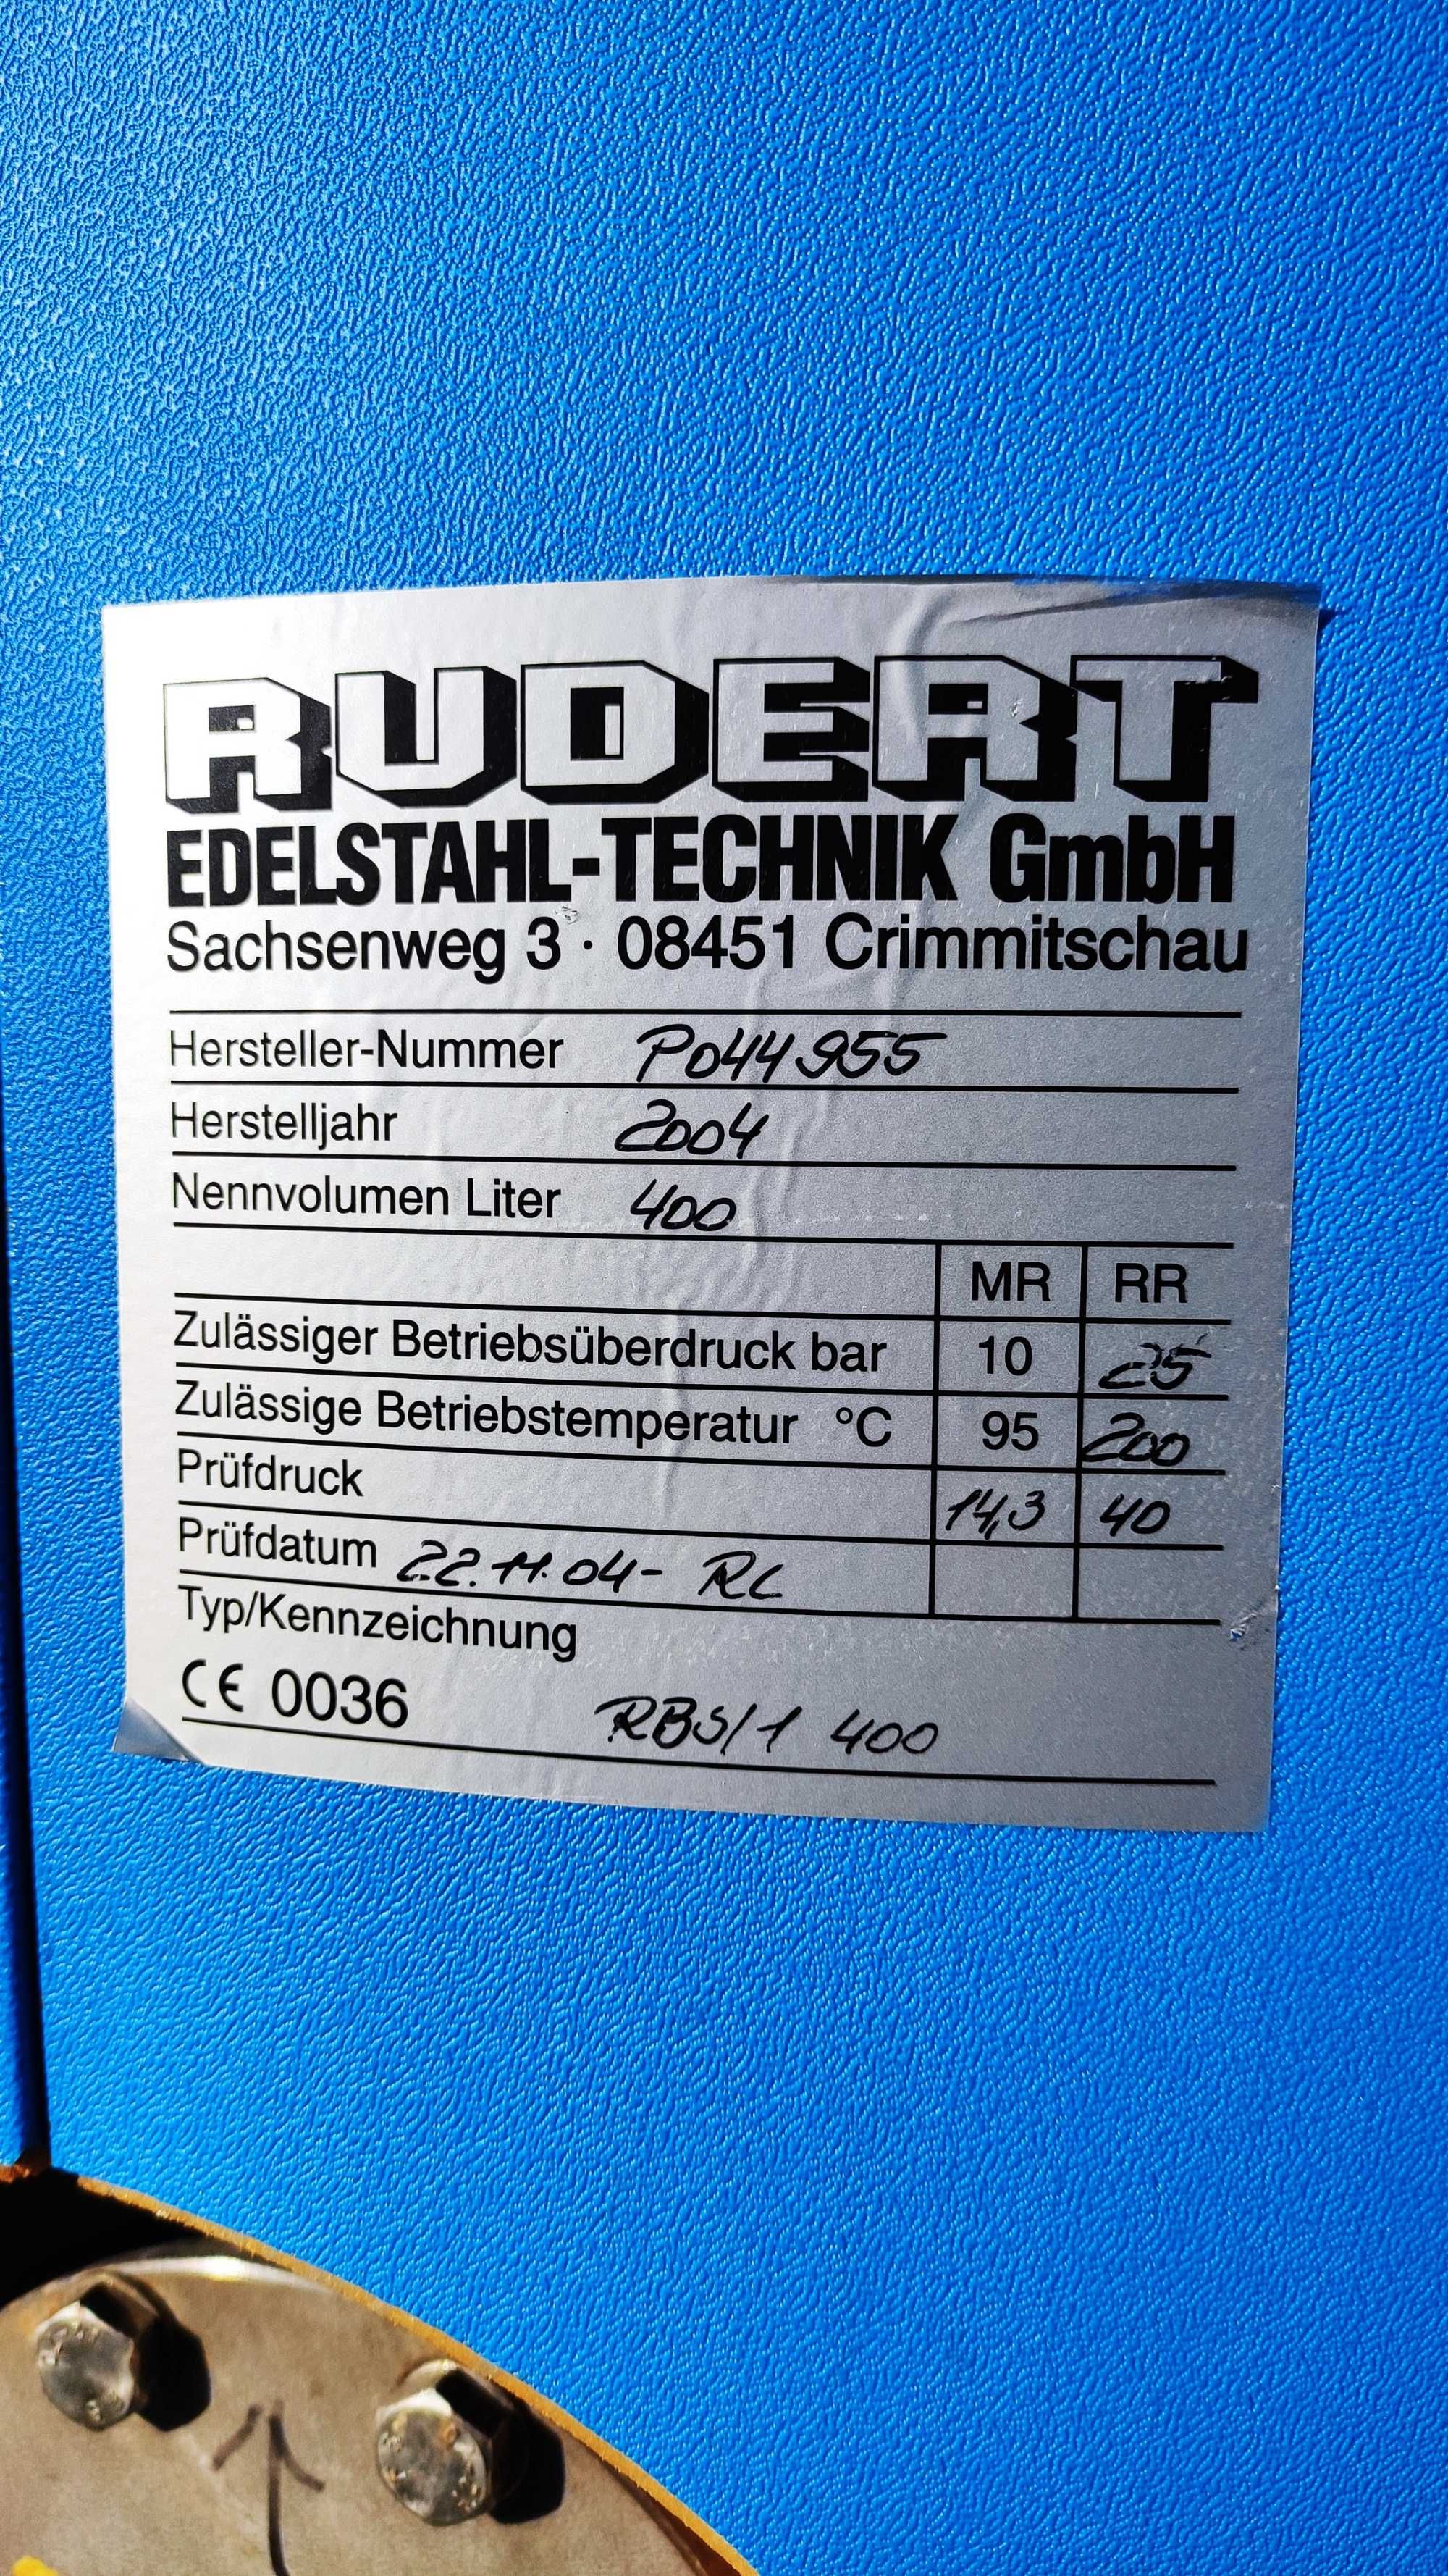 RUDERT
EDELSTAHL-TECHNIK GmbH
Sachsenweg 3 · 08451 Crimmitschau
Hersteller-Nummer P044955
Herstelljahr 2004
Nennvolumen Liter 400
MR RR
Zulässiger Betriebsüberdruck bar 10 25
Zulässige Betriebstemperatur °C 95 200
Prüfdruck 14,3 40
Prüfdatum 22.11.04- RL
Typ/Kennzeichnung
CE 0036 RBS/1 400